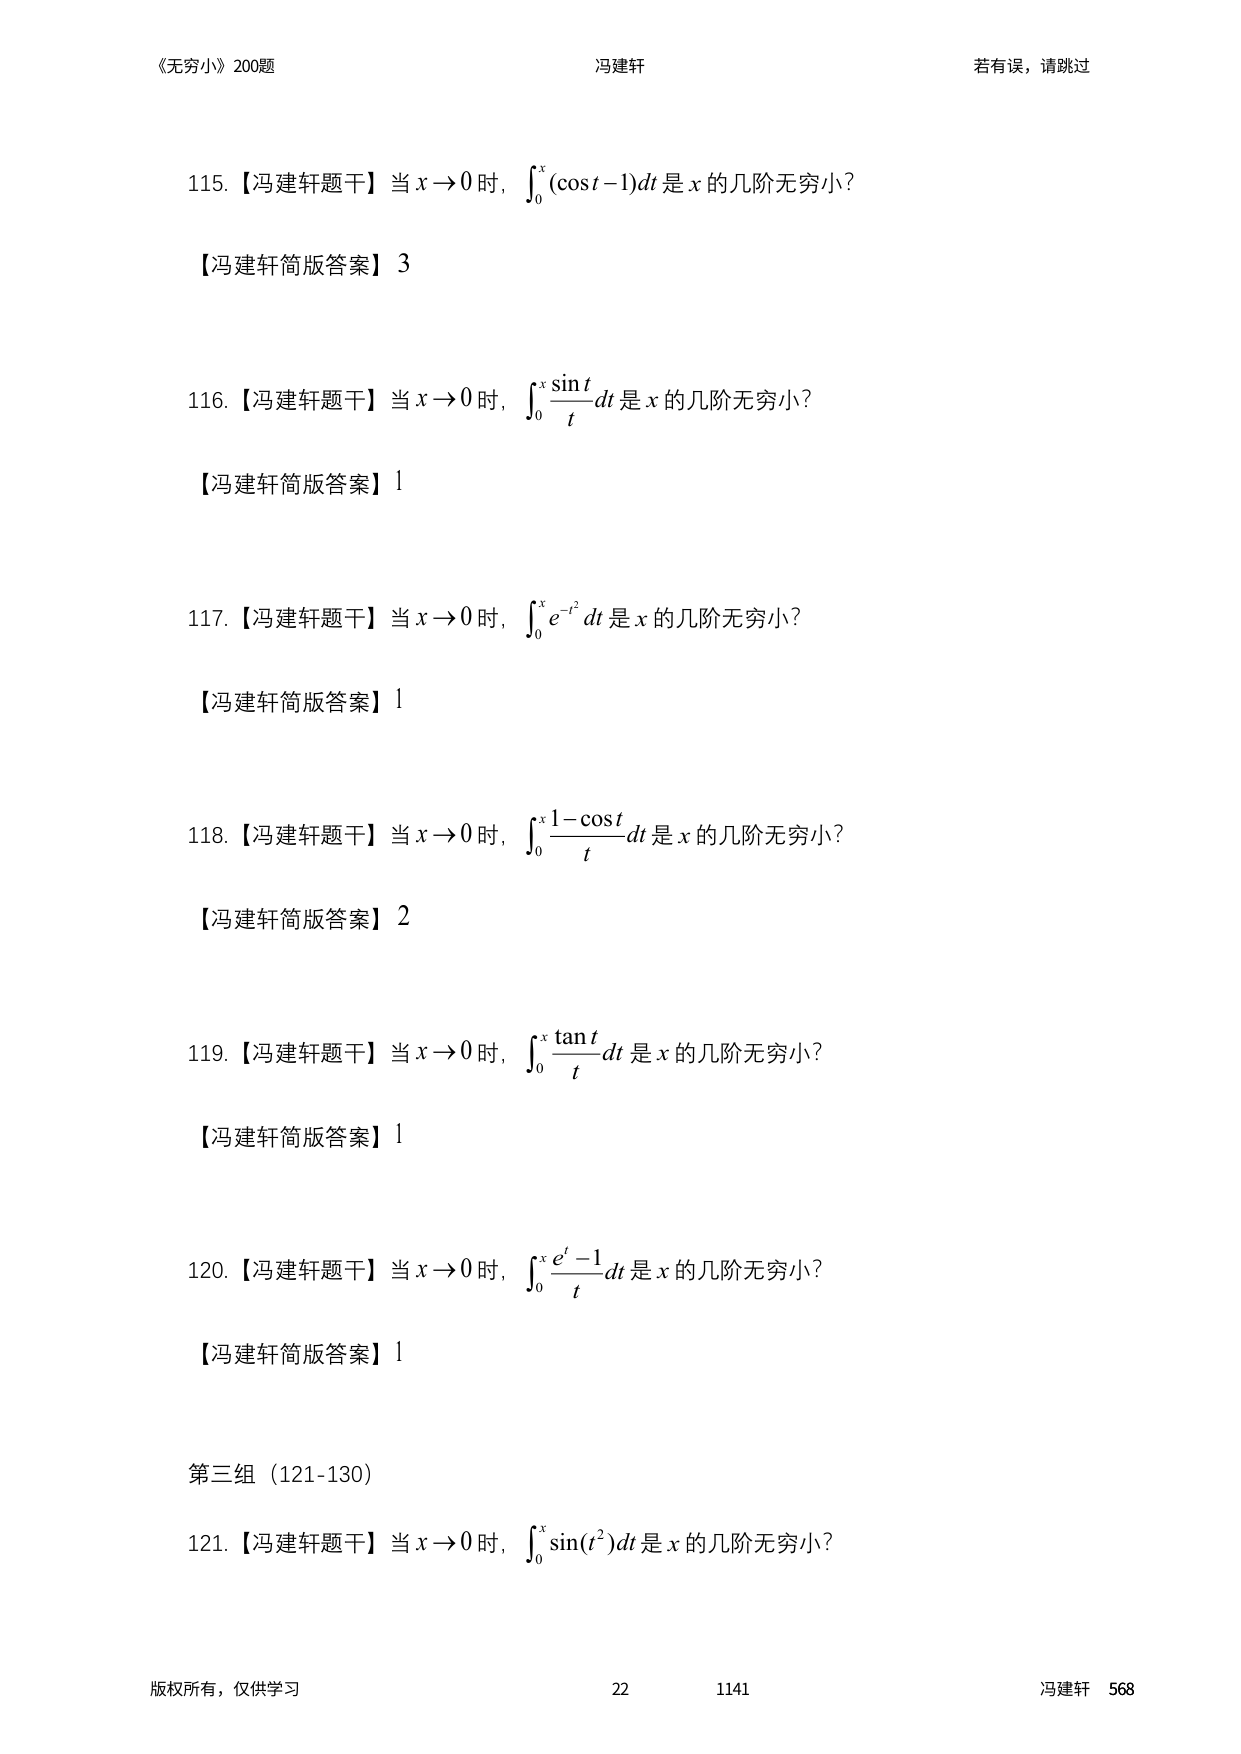 《无穷小》200题 冯建轩 若有误，请跳过
115.【冯建轩题干】当 x→0 时，∫₀ˣ(cos t−1)dt 是 x 的几阶无穷小？
【冯建轩简版答案】3
116.【冯建轩题干】当 x→0 时，∫₀ˣ (sin t)/t dt 是 x 的几阶无穷小？
【冯建轩简版答案】1
117.【冯建轩题干】当 x→0 时，∫₀ˣ e^(−t²) dt 是 x 的几阶无穷小？
【冯建轩简版答案】1
118.【冯建轩题干】当 x→0 时，∫₀ˣ (1−cos t)/t dt 是 x 的几阶无穷小？
【冯建轩简版答案】2
119.【冯建轩题干】当 x→0 时，∫₀ˣ (tan t)/t dt 是 x 的几阶无穷小？
【冯建轩简版答案】1
120.【冯建轩题干】当 x→0 时，∫₀ˣ (eᵗ−1)/t dt 是 x 的几阶无穷小？
【冯建轩简版答案】1
第三组（121-130）
121.【冯建轩题干】当 x→0 时，∫₀ˣ sin(t²)dt 是 x 的几阶无穷小？
版权所有，仅供学习 22 1141 冯建轩 568